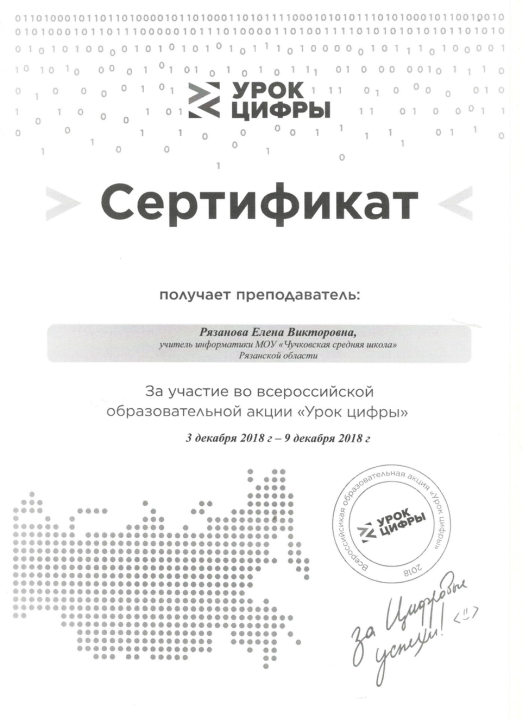 УРОК
ЦИФРЫ
> Сертификат <
получает преподаватель:
Рязанова Елена Викторовна,
учитель информатики МОУ «Чучковская средняя школа»
Рязанской области
За участие во всероссийской
образовательной акции «Урок цифры»
3 декабря 2018 г – 9 декабря 2018 г
Всероссийская образовательная акция «Урок цифры»
УРОК
ЦИФРЫ
2018
За Цифровые
успехи! <!!>